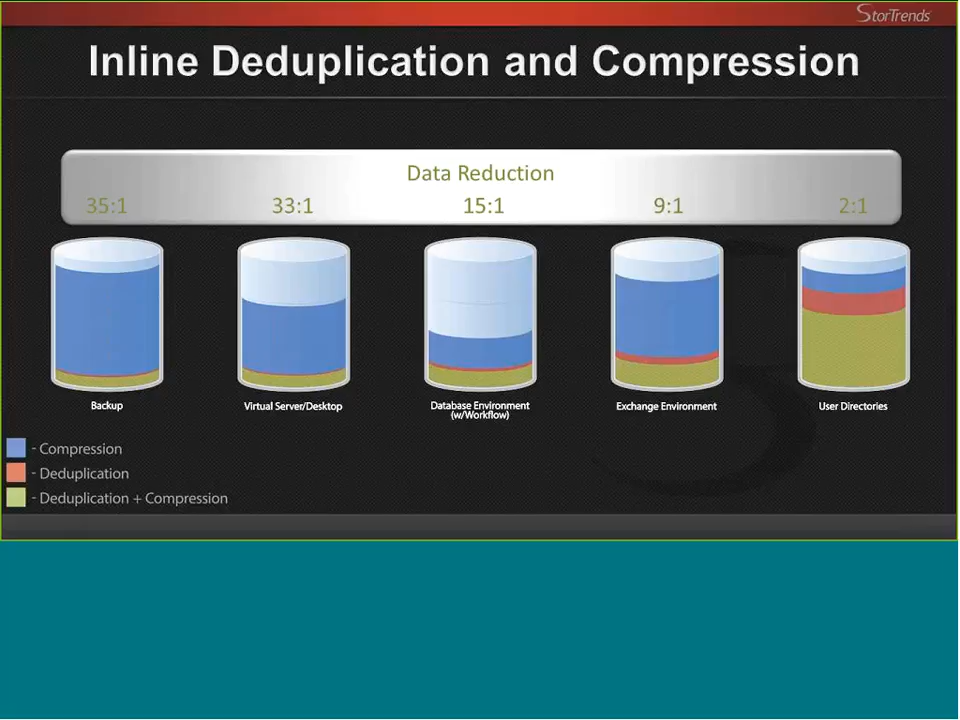 StorTrends
Inline Deduplication and Compression
Data Reduction
35:1 33:1 15:1 9:1 2:1
Backup Virtual Server/Desktop Database Environment Exchange Environment User Directories
(w/Workflow)
- Compression
- Deduplication
- Deduplication + Compression